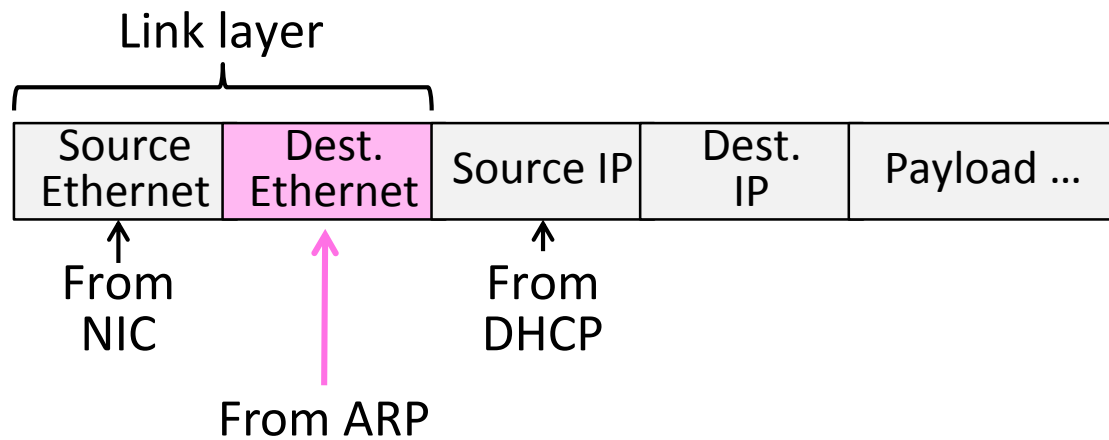 Link layer
Source
Ethernet
Dest.
Ethernet
Source IP
Dest.
IP
Payload ...
From
NIC
From
DHCP
From ARP